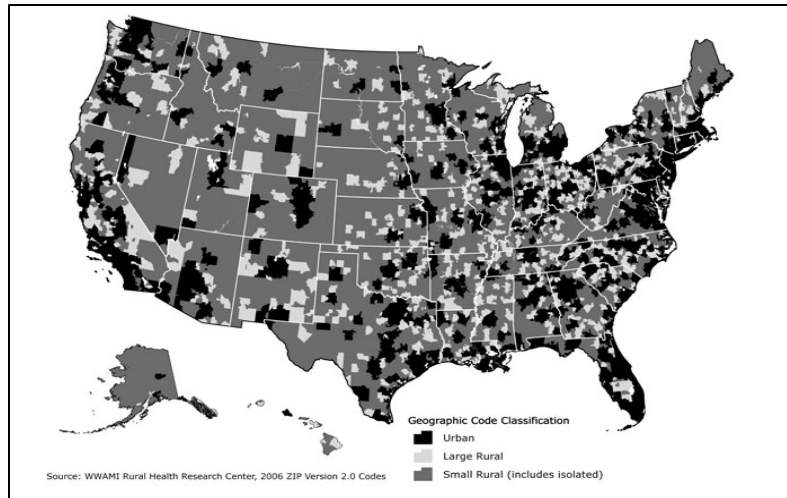 Geographic Code Classification
Urban
Large Rural
Small Rural (includes isolated)
Source: WWAMI Rural Health Research Center, 2006 ZIP Version 2.0 Codes